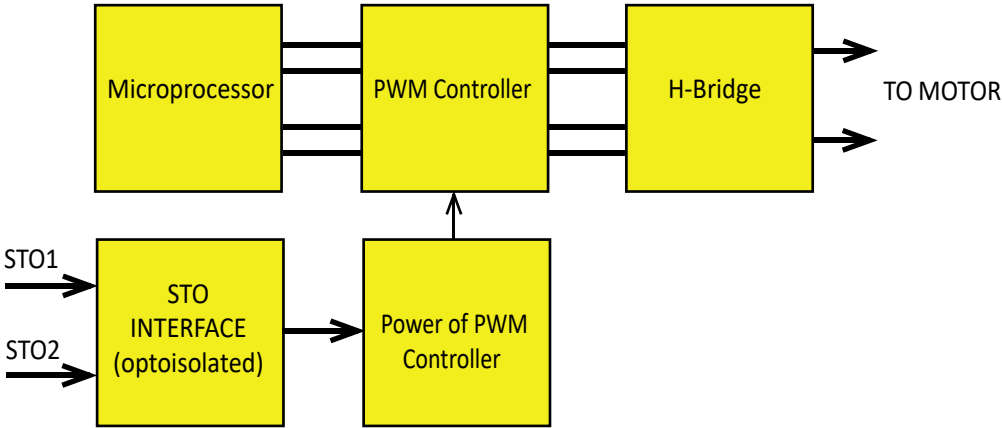 Microprocessor
PWM Controller
H-Bridge
TO MOTOR
STO1
STO2
STO
INTERFACE
(optoisolated)
Power of PWM
Controller